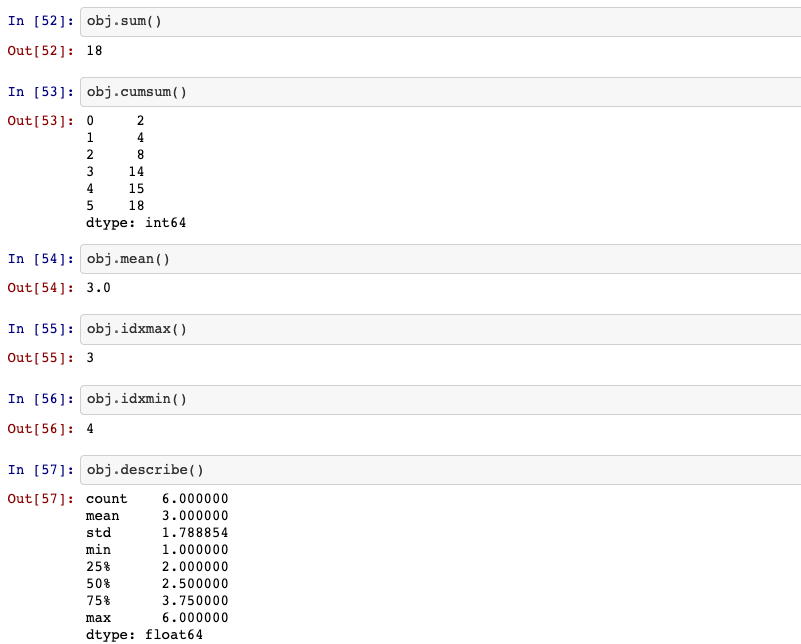 In [52]: obj.sum()
Out[52]: 18
In [53]: obj.cumsum()
Out[53]: 0     2
1     4
2     8
3    14
4    15
5    18
dtype: int64
In [54]: obj.mean()
Out[54]: 3.0
In [55]: obj.idxmax()
Out[55]: 3
In [56]: obj.idxmin()
Out[56]: 4
In [57]: obj.describe()
Out[57]: count    6.000000
mean     3.000000
std      1.788854
min      1.000000
25%      2.000000
50%      2.500000
75%      3.750000
max      6.000000
dtype: float64